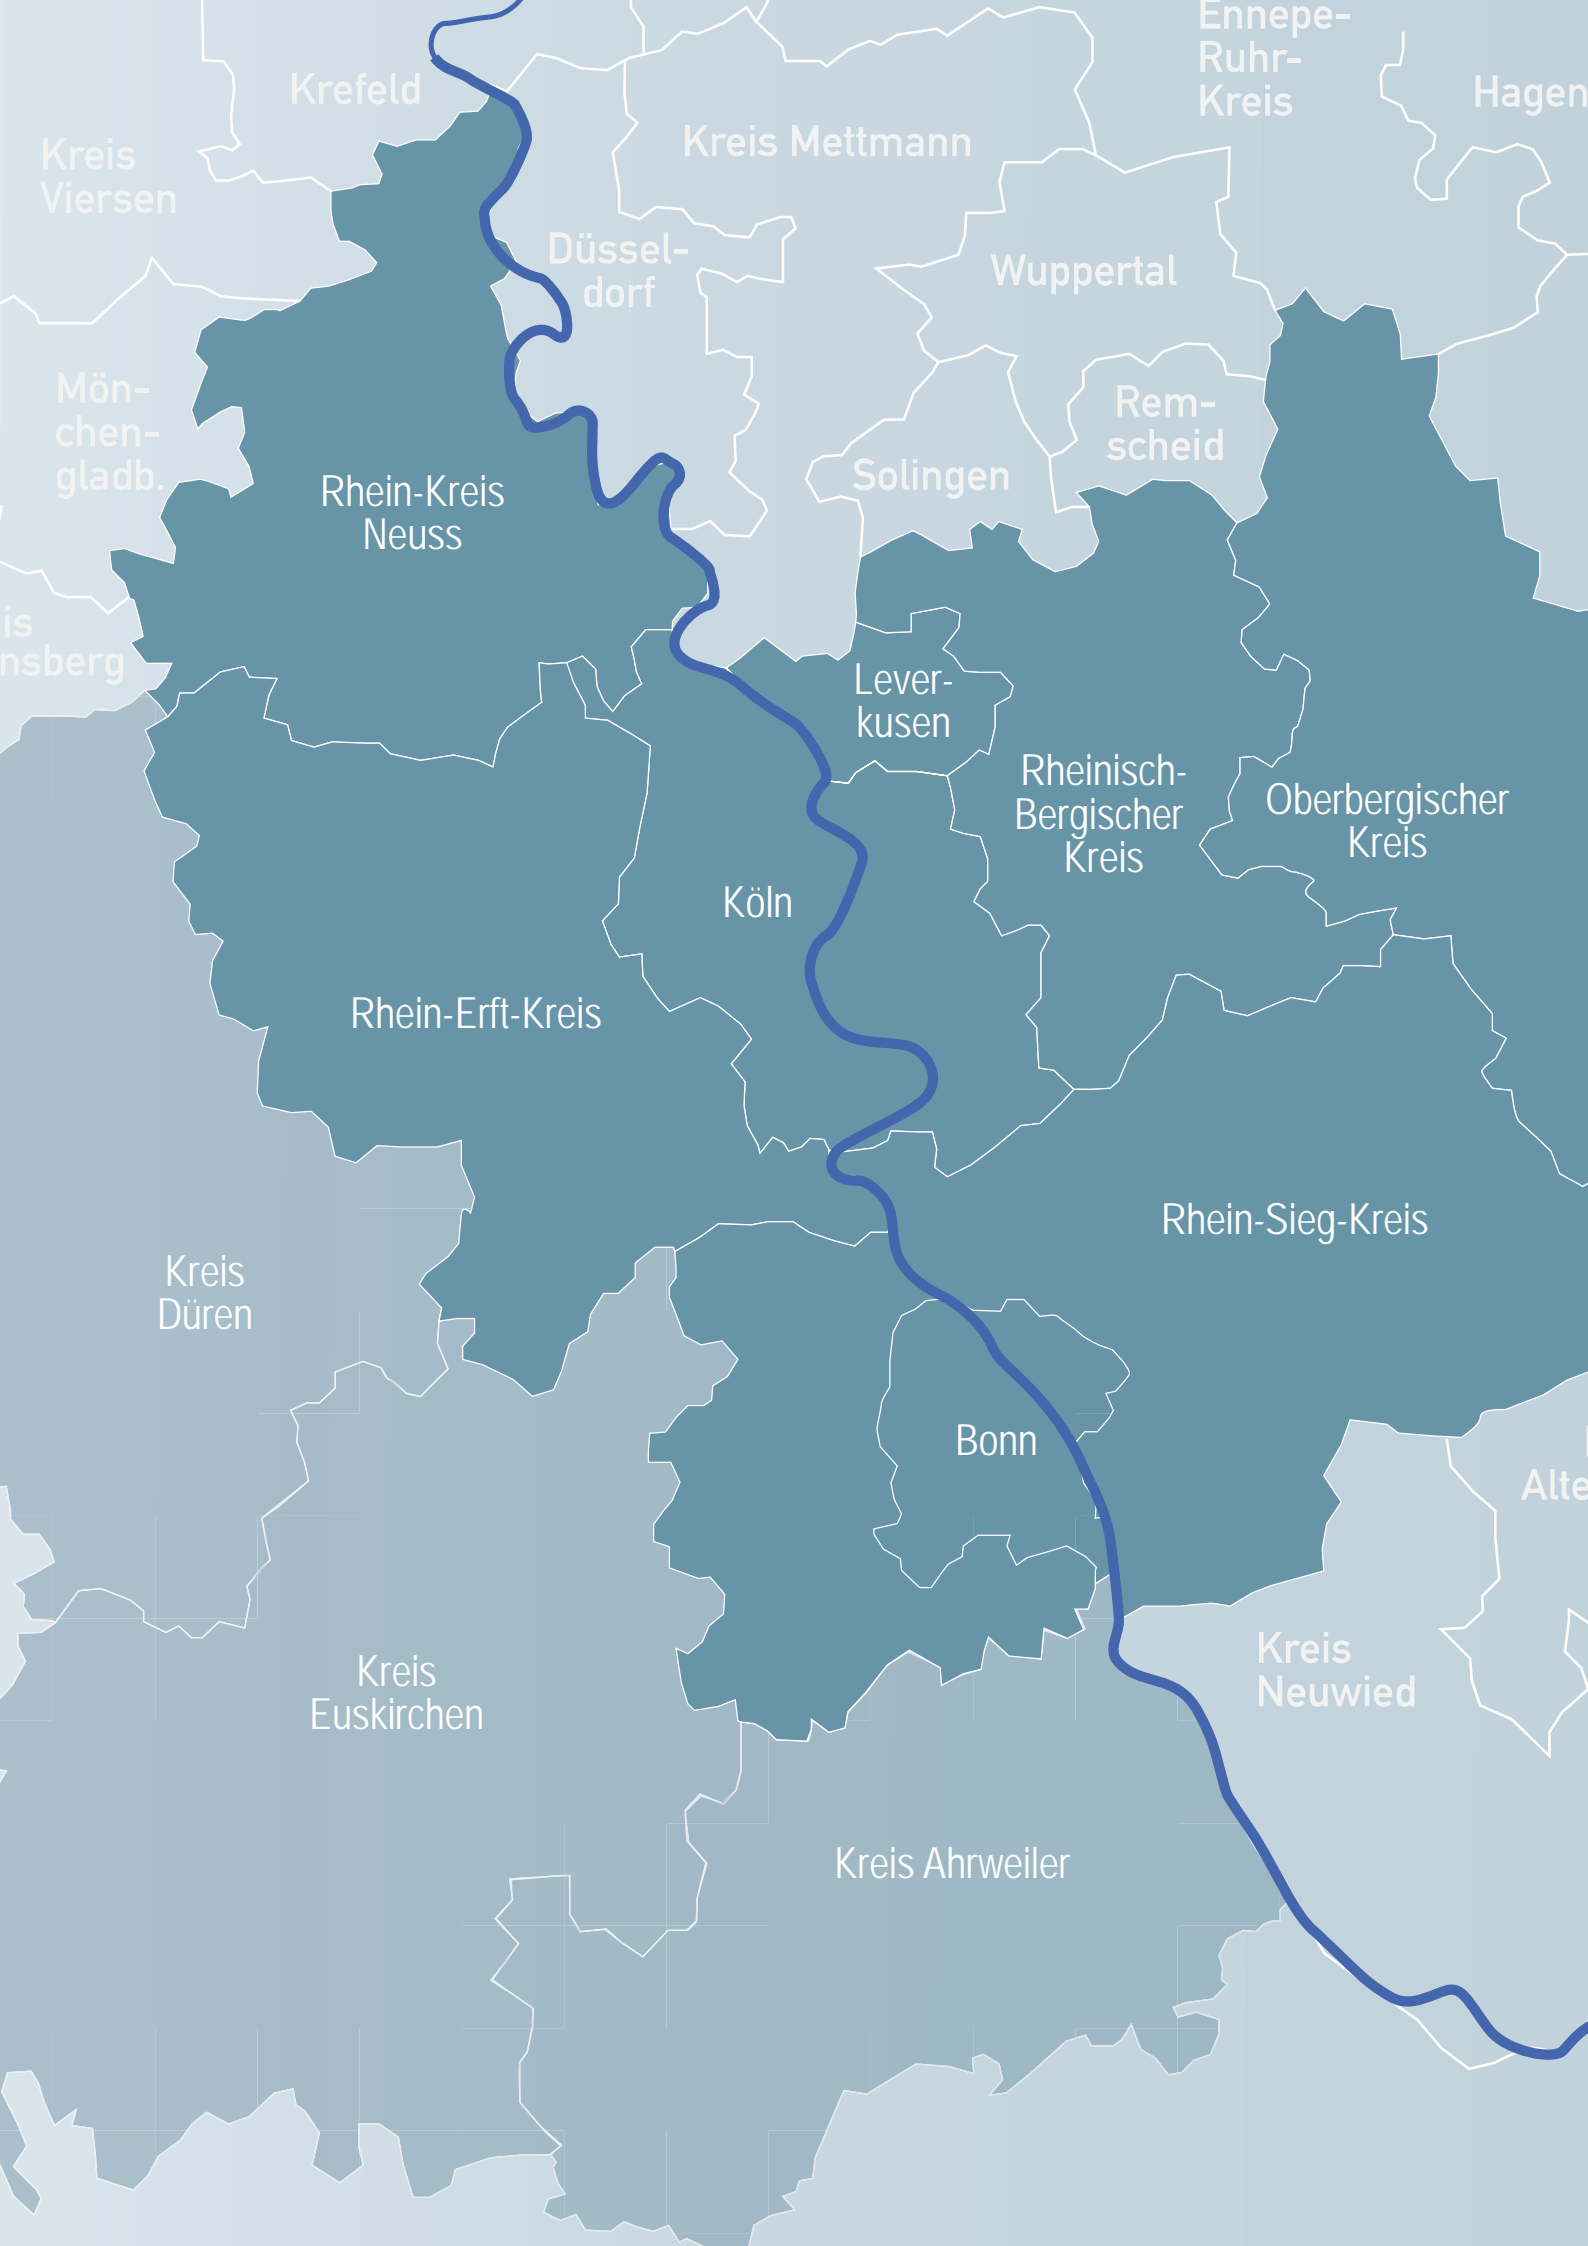 Ennepe-
Ruhr-
Kreis
Krefeld
Hagen
Kreis Mettmann
Kreis
Viersen
Düssel-
dorf
Wuppertal
Mön-
chen-
gladb.
Rem-
scheid
Solingen
Rhein-Kreis
Neuss
is
nsberg
Lever-
kusen
Rheinisch-
Bergischer
Kreis
Oberbergischer
Kreis
Köln
Rhein-Erft-Kreis
Rhein-Sieg-Kreis
Kreis
Düren
Bonn
Alte
Kreis
Neuwied
Kreis
Euskirchen
Kreis Ahrweiler